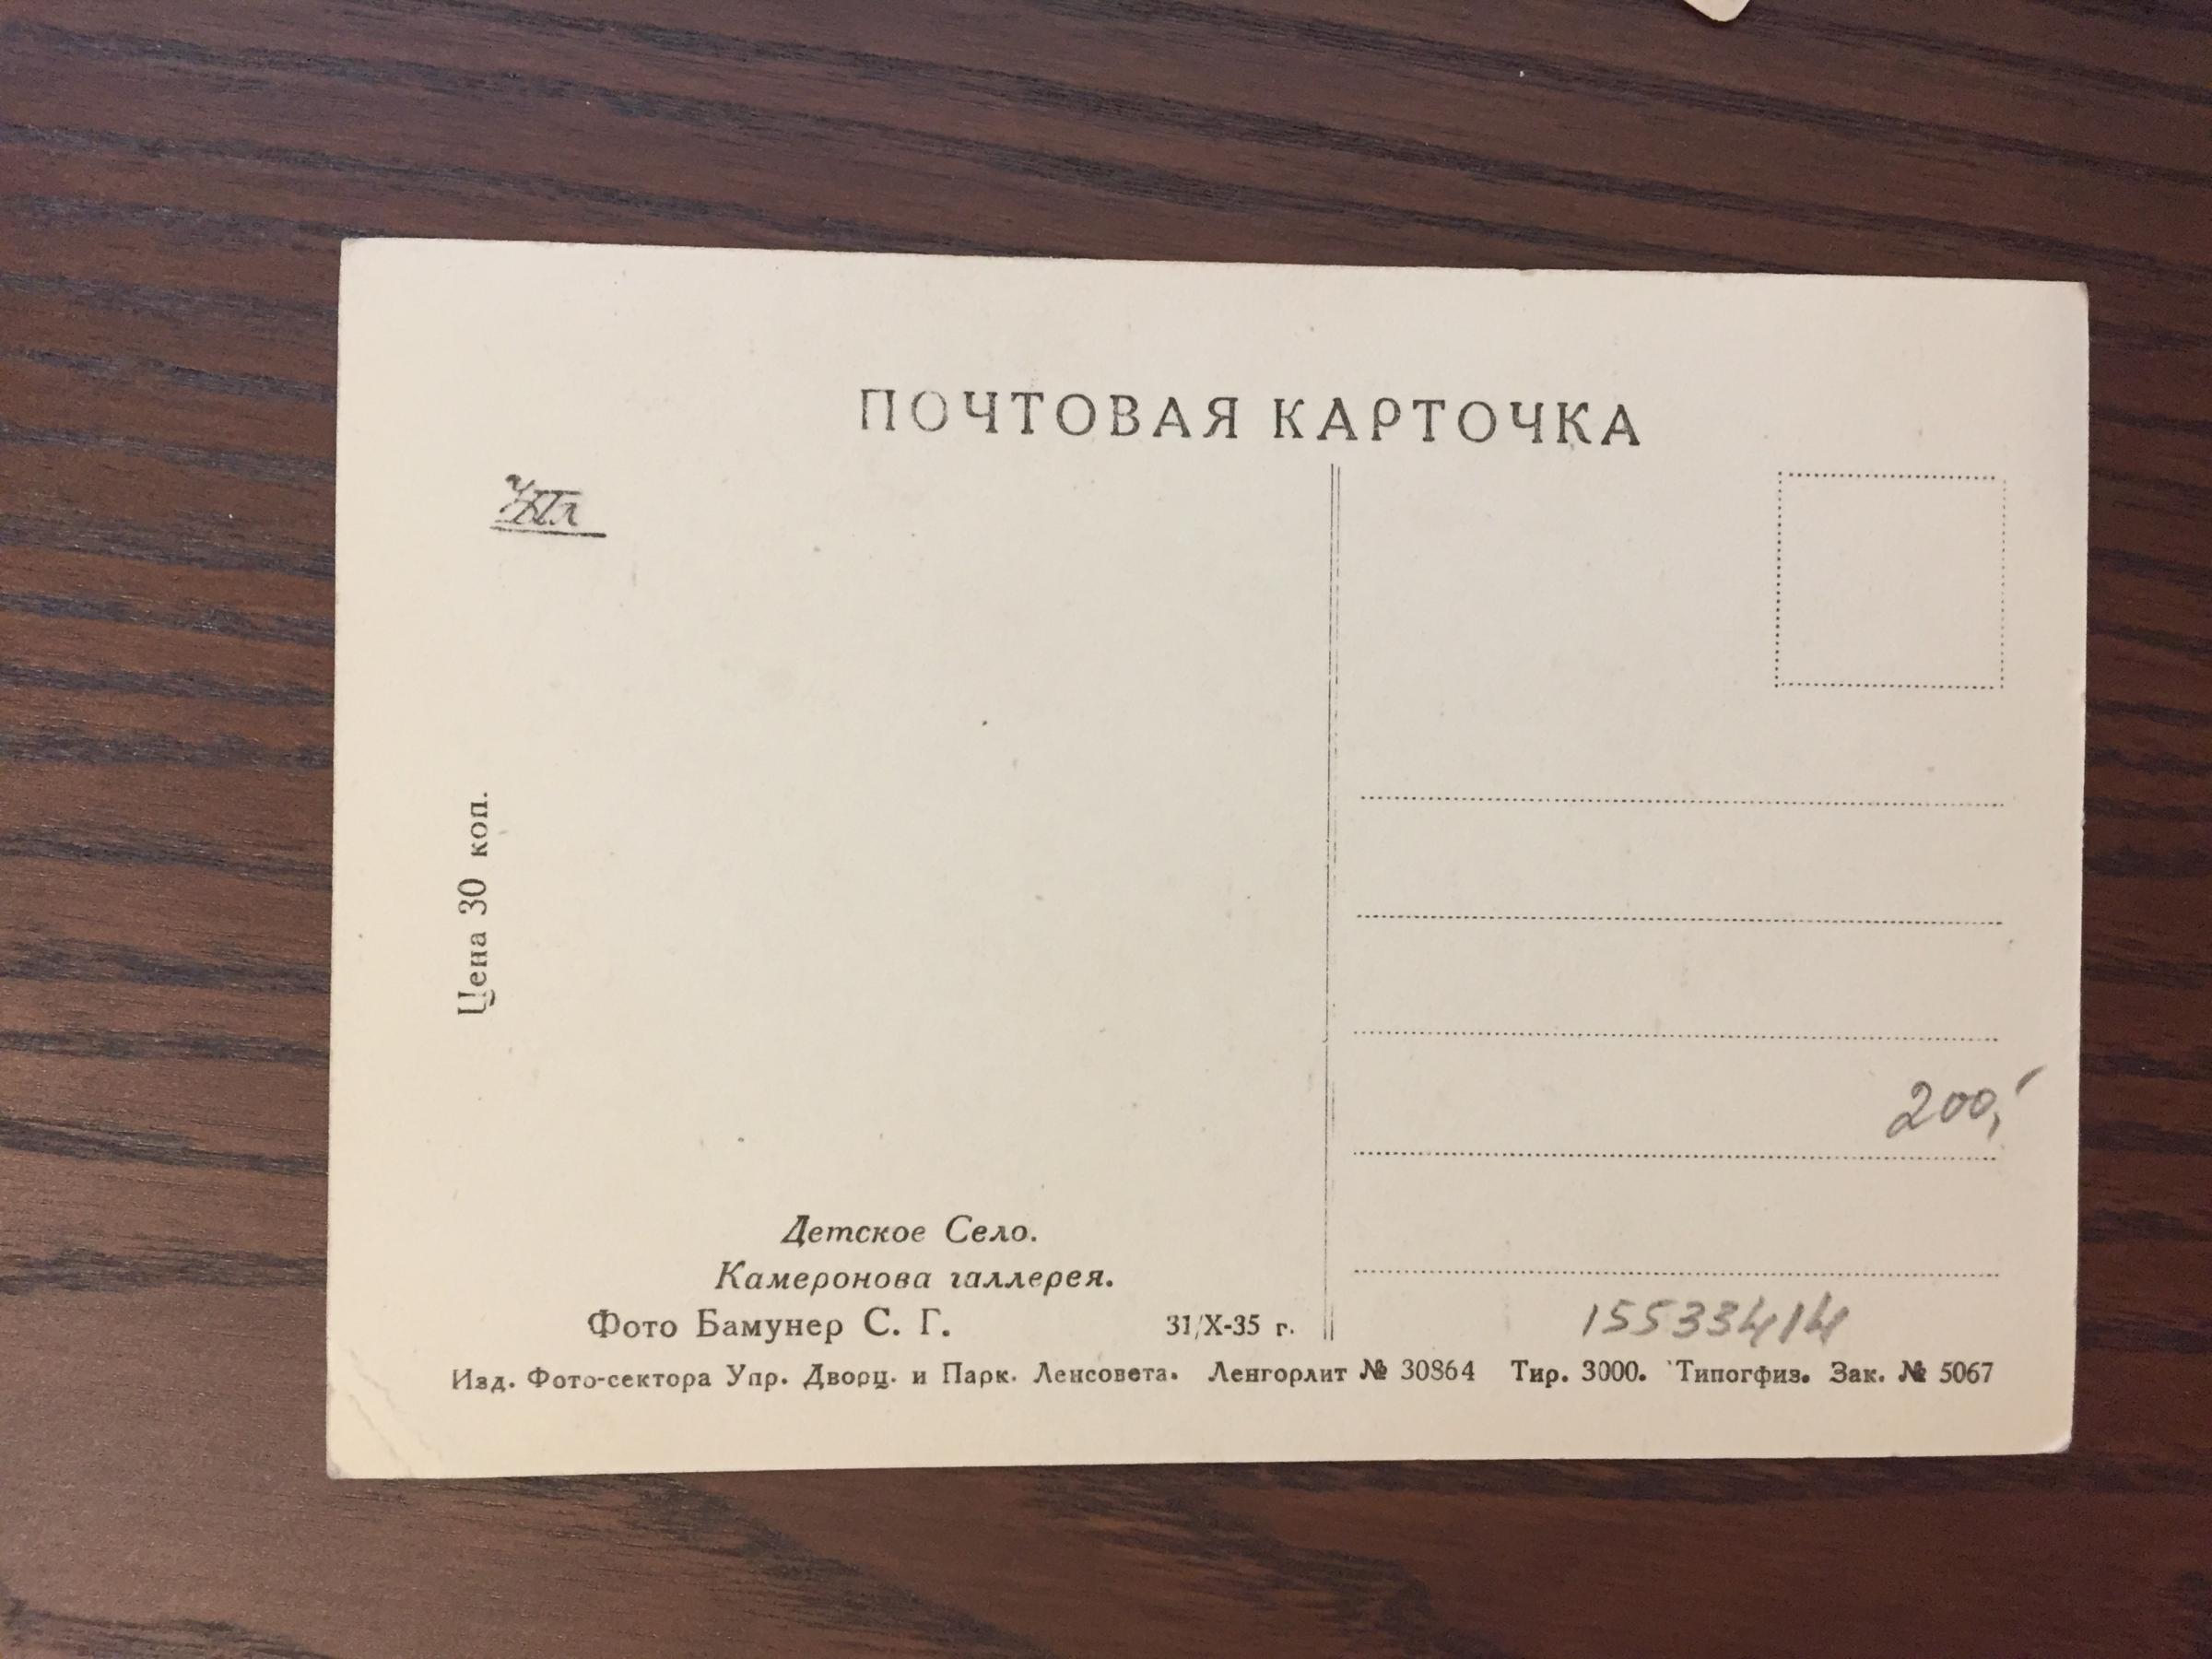 ПОЧТОВАЯ КАРТОЧКА
Цена 30 коп.
200,
Детское Село.
Камеронова галлерея.
Фото Бамунер С. Г.
31/X-35 г.
15533414
Изд. Фото-сектора Упр. Дворц. и Парк. Ленсовета. Ленгорлит № 30864 Тир. 3000. Типогфиз. Зак. № 5067